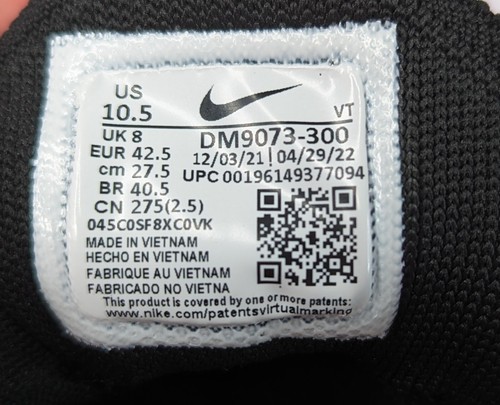 US
10.5
VT
UK 8
DM9073-300
EUR 42.5
12/03/21 | 04/29/22
cm 27.5
UPC 00196149377094
BR 40.5
CN 275(2.5)
045C0SF8XC0VK
MADE IN VIETNAM
HECHO EN VIETNAM
FABRIQUE AU VIETNAM
FABRICADO NO VIETNA
This product is covered by one or more patents:
www.nike.com/patentsvirtualmarking